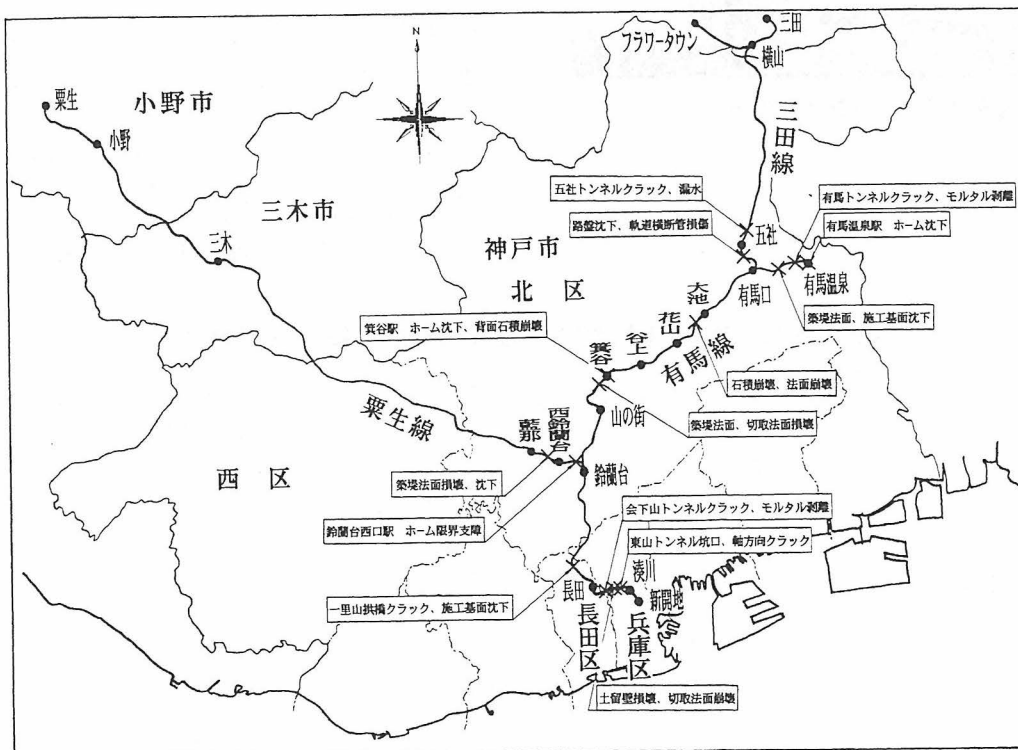 N
三田
フラワータウン
横山
粟生
小野市
小野
三田線
三木市
五社トンネルクラック、漏水
有馬トンネルクラック、モルタル剥離
路盤沈下、軌道横断管損傷
五社
有馬温泉駅 ホーム沈下
神戸市
三木
有馬口
有馬温泉
北区
大池
箕谷駅 ホーム沈下、背面石積崩壊
築堤法面、施工基面沈下
花山
谷上
箕谷
有馬線
石積崩壊、法面崩壊
粟生線
山の街
築堤法面、切取法面損壊
西鈴蘭台
藍那
西区
鈴蘭台
築堤法面損壊、沈下
会下山トンネルクラック、モルタル剥離
鈴蘭台西口駅 ホーム限界支障
東山トンネル坑口、軸方向クラック
湊川
長田
新開地
一里山拱橋クラック、施工基面沈下
長田区
兵庫区
土留壁損壊、切取法面崩壊